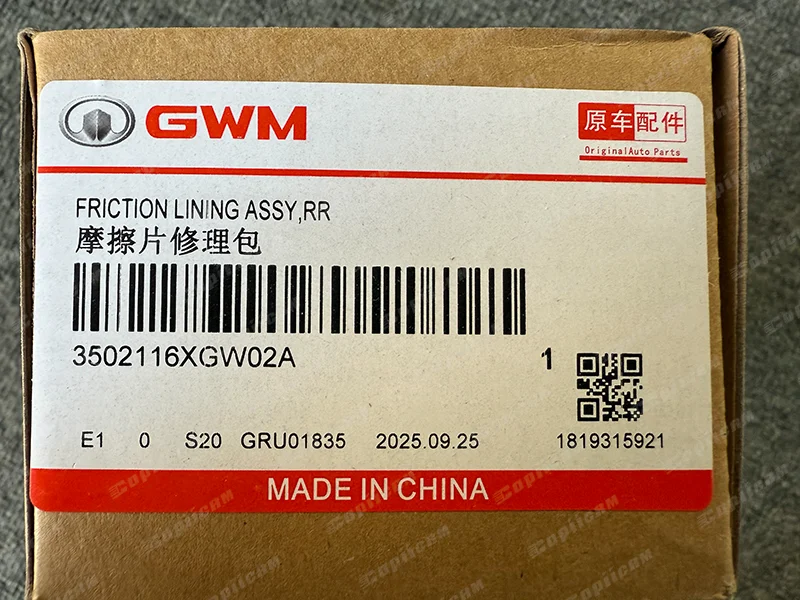 GWM
原车配件
OriginalAuto Parts
FRICTION LINING ASSY,RR
摩擦片修理包
3502116XGW02A 1
E1 0 S20 GRU01835 2025.09.25 1819315921
MADE IN CHINA
Copticam